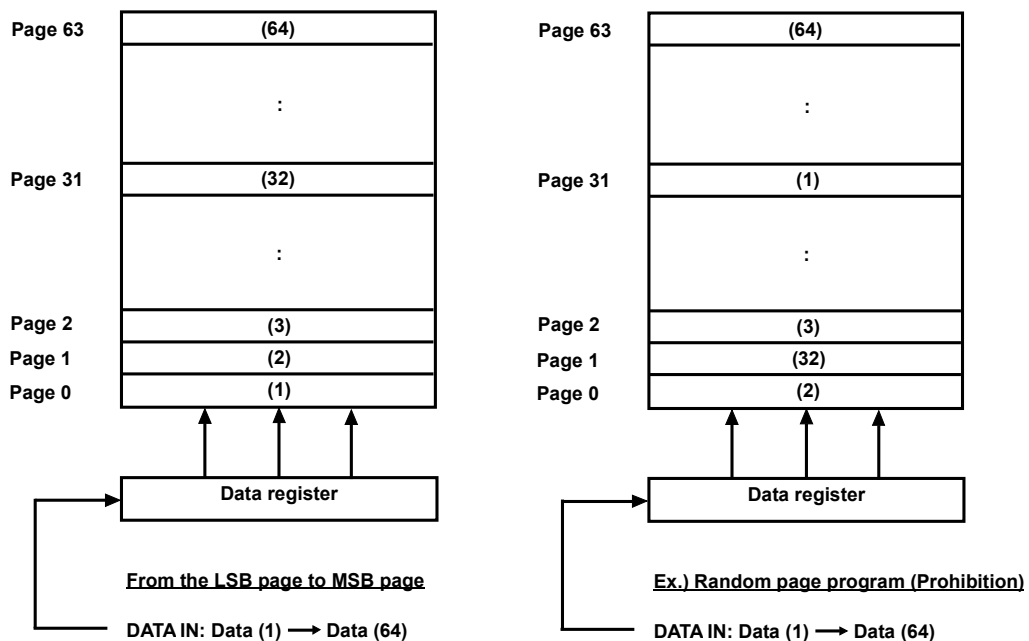 Page 63 (64)
:
Page 31 (32)
:
Page 2 (3)
Page 1 (2)
Page 0 (1)
Data register
From the LSB page to MSB page
DATA IN: Data (1) → Data (64)
Page 63 (64)
:
Page 31 (1)
:
Page 2 (3)
Page 1 (32)
Page 0 (2)
Data register
Ex.) Random page program (Prohibition)
DATA IN: Data (1) → Data (64)